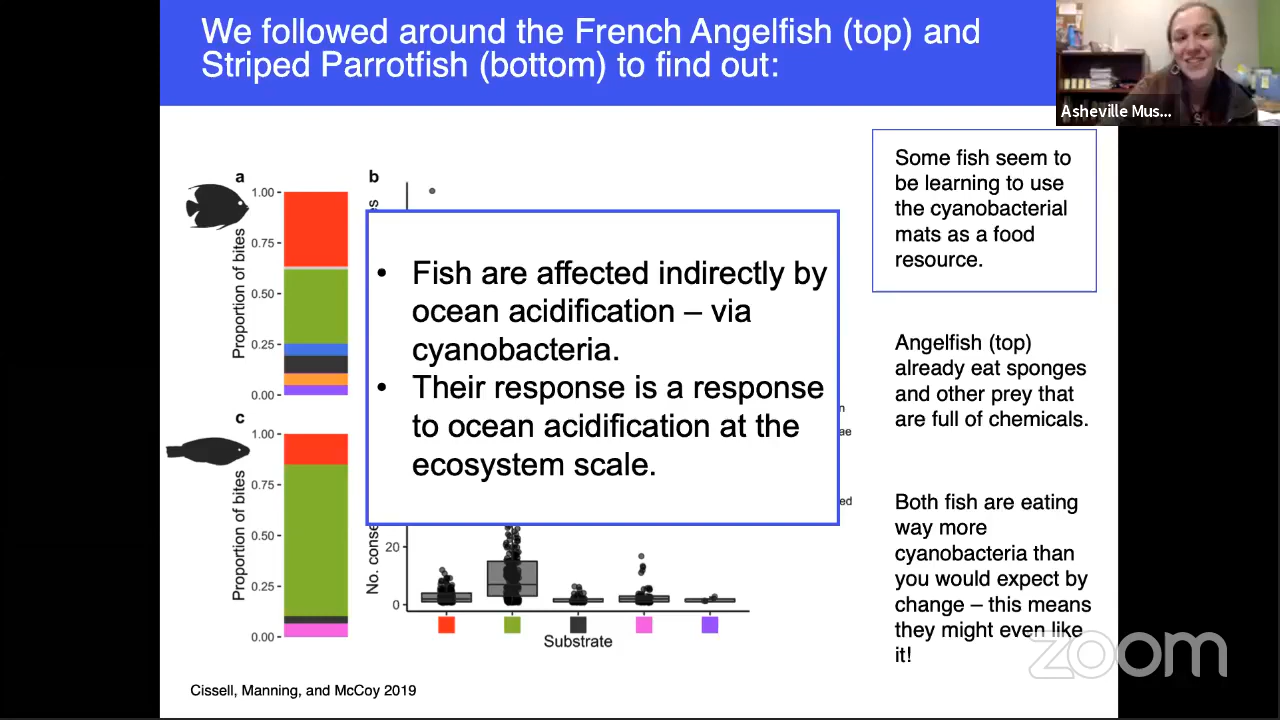 We followed around the French Angelfish (top) and
Striped Parrotfish (bottom) to find out:
Asheville Mus...
a
1.00
0.75
0.50
0.25
0.00
Proportion of bites
b
c
1.00
0.75
0.50
0.25
0.00
Proportion of bites
• Fish are affected indirectly by
ocean acidification – via
cyanobacteria.
• Their response is a response
to ocean acidification at the
ecosystem scale.
No.
20
0
Substrate
Some fish seem to
be learning to use
the cyanobacterial
mats as a food
resource.
Angelfish (top)
already eat sponges
and other prey that
are full of chemicals.
Both fish are eating
way more
cyanobacteria than
you would expect by
change – this means
they might even like
it!
zoom
Cissell, Manning, and McCoy 2019